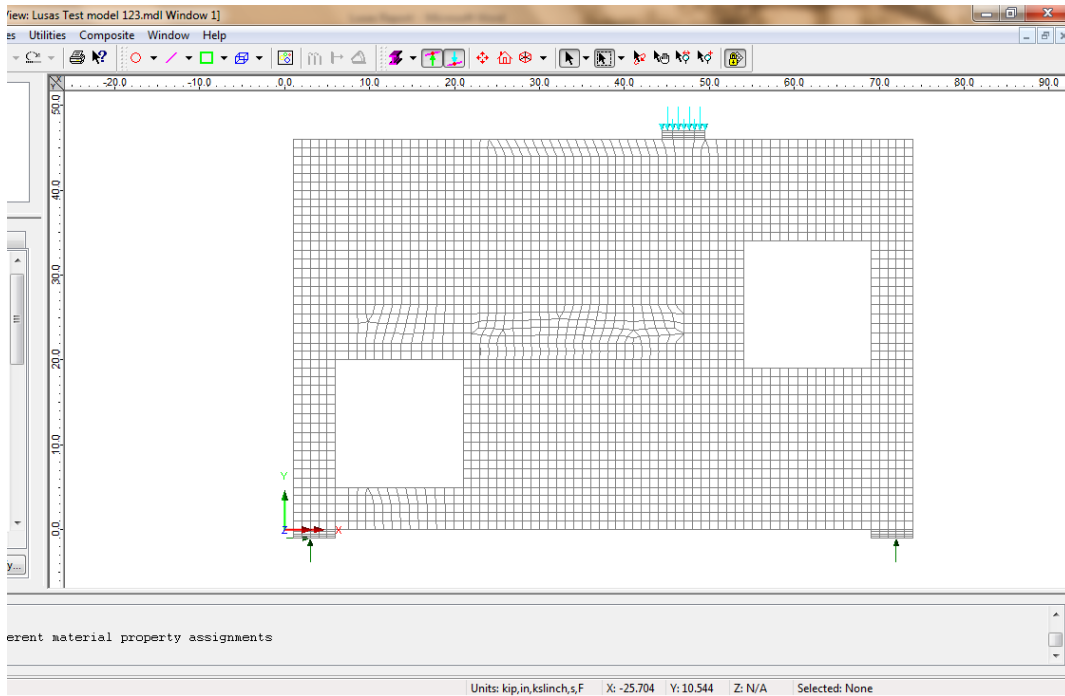 View: Lusas Test model 123.mdl Window 1]
es Utilities Composite Window Help
X
Y
-20.0 -10.0 0.0 10.0 20.0 30.0 40.0 50.0 60.0 70.0 80.0 90.0
50.0
40.0
30.0
20.0
10.0
0.0
Y
Z X
y...
erent material property assignments
Units: kip,in,kslinch,s,F X: -25.704 Y: 10.544 Z: N/A Selected: None